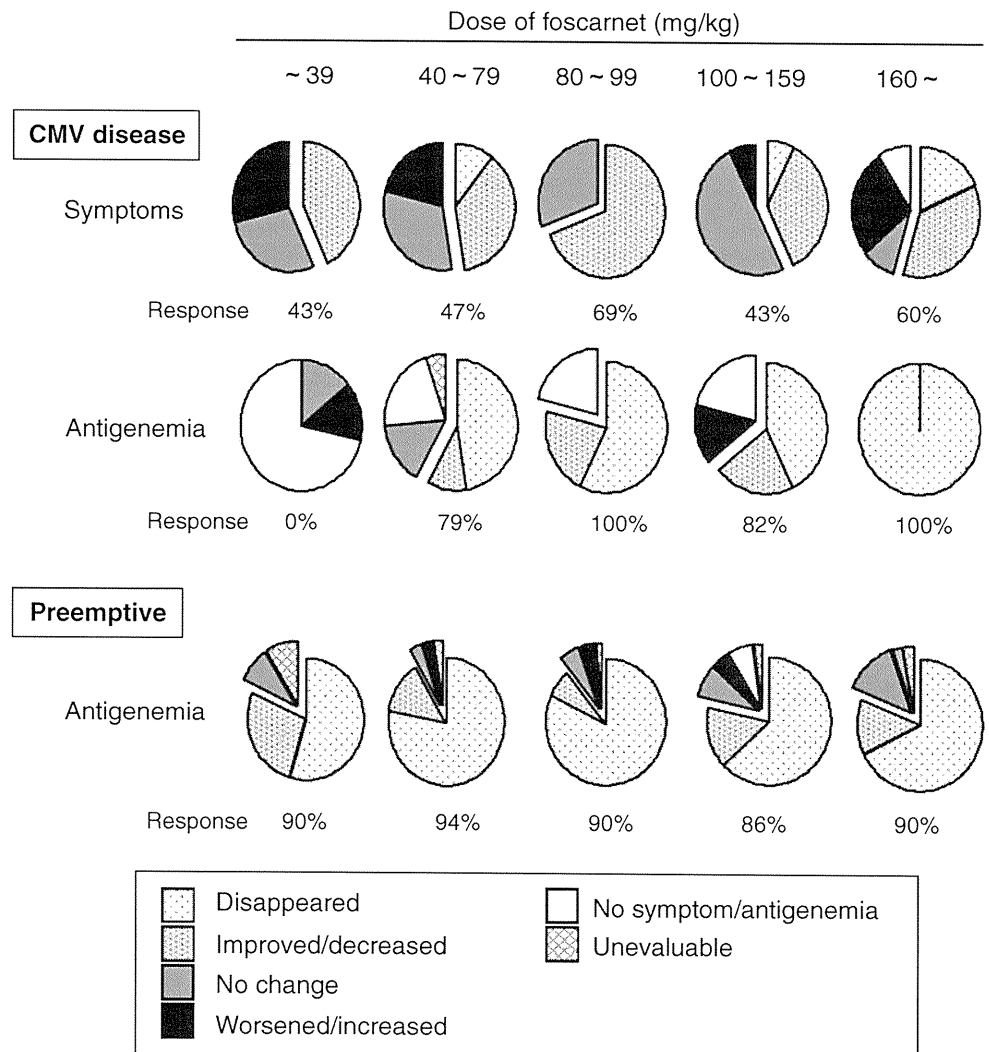 Dose of foscarnet (mg/kg)
~ 39 40 ~ 79 80 ~ 99 100 ~ 159 160 ~
CMV disease
Symptoms
Response 43% 47% 69% 43% 60%
Antigenemia
Response 0% 79% 100% 82% 100%
Preemptive
Antigenemia
Response 90% 94% 90% 86% 90%
Disappeared
Improved/decreased
No change
Worsened/increased
No symptom/antigenemia
Unevaluable